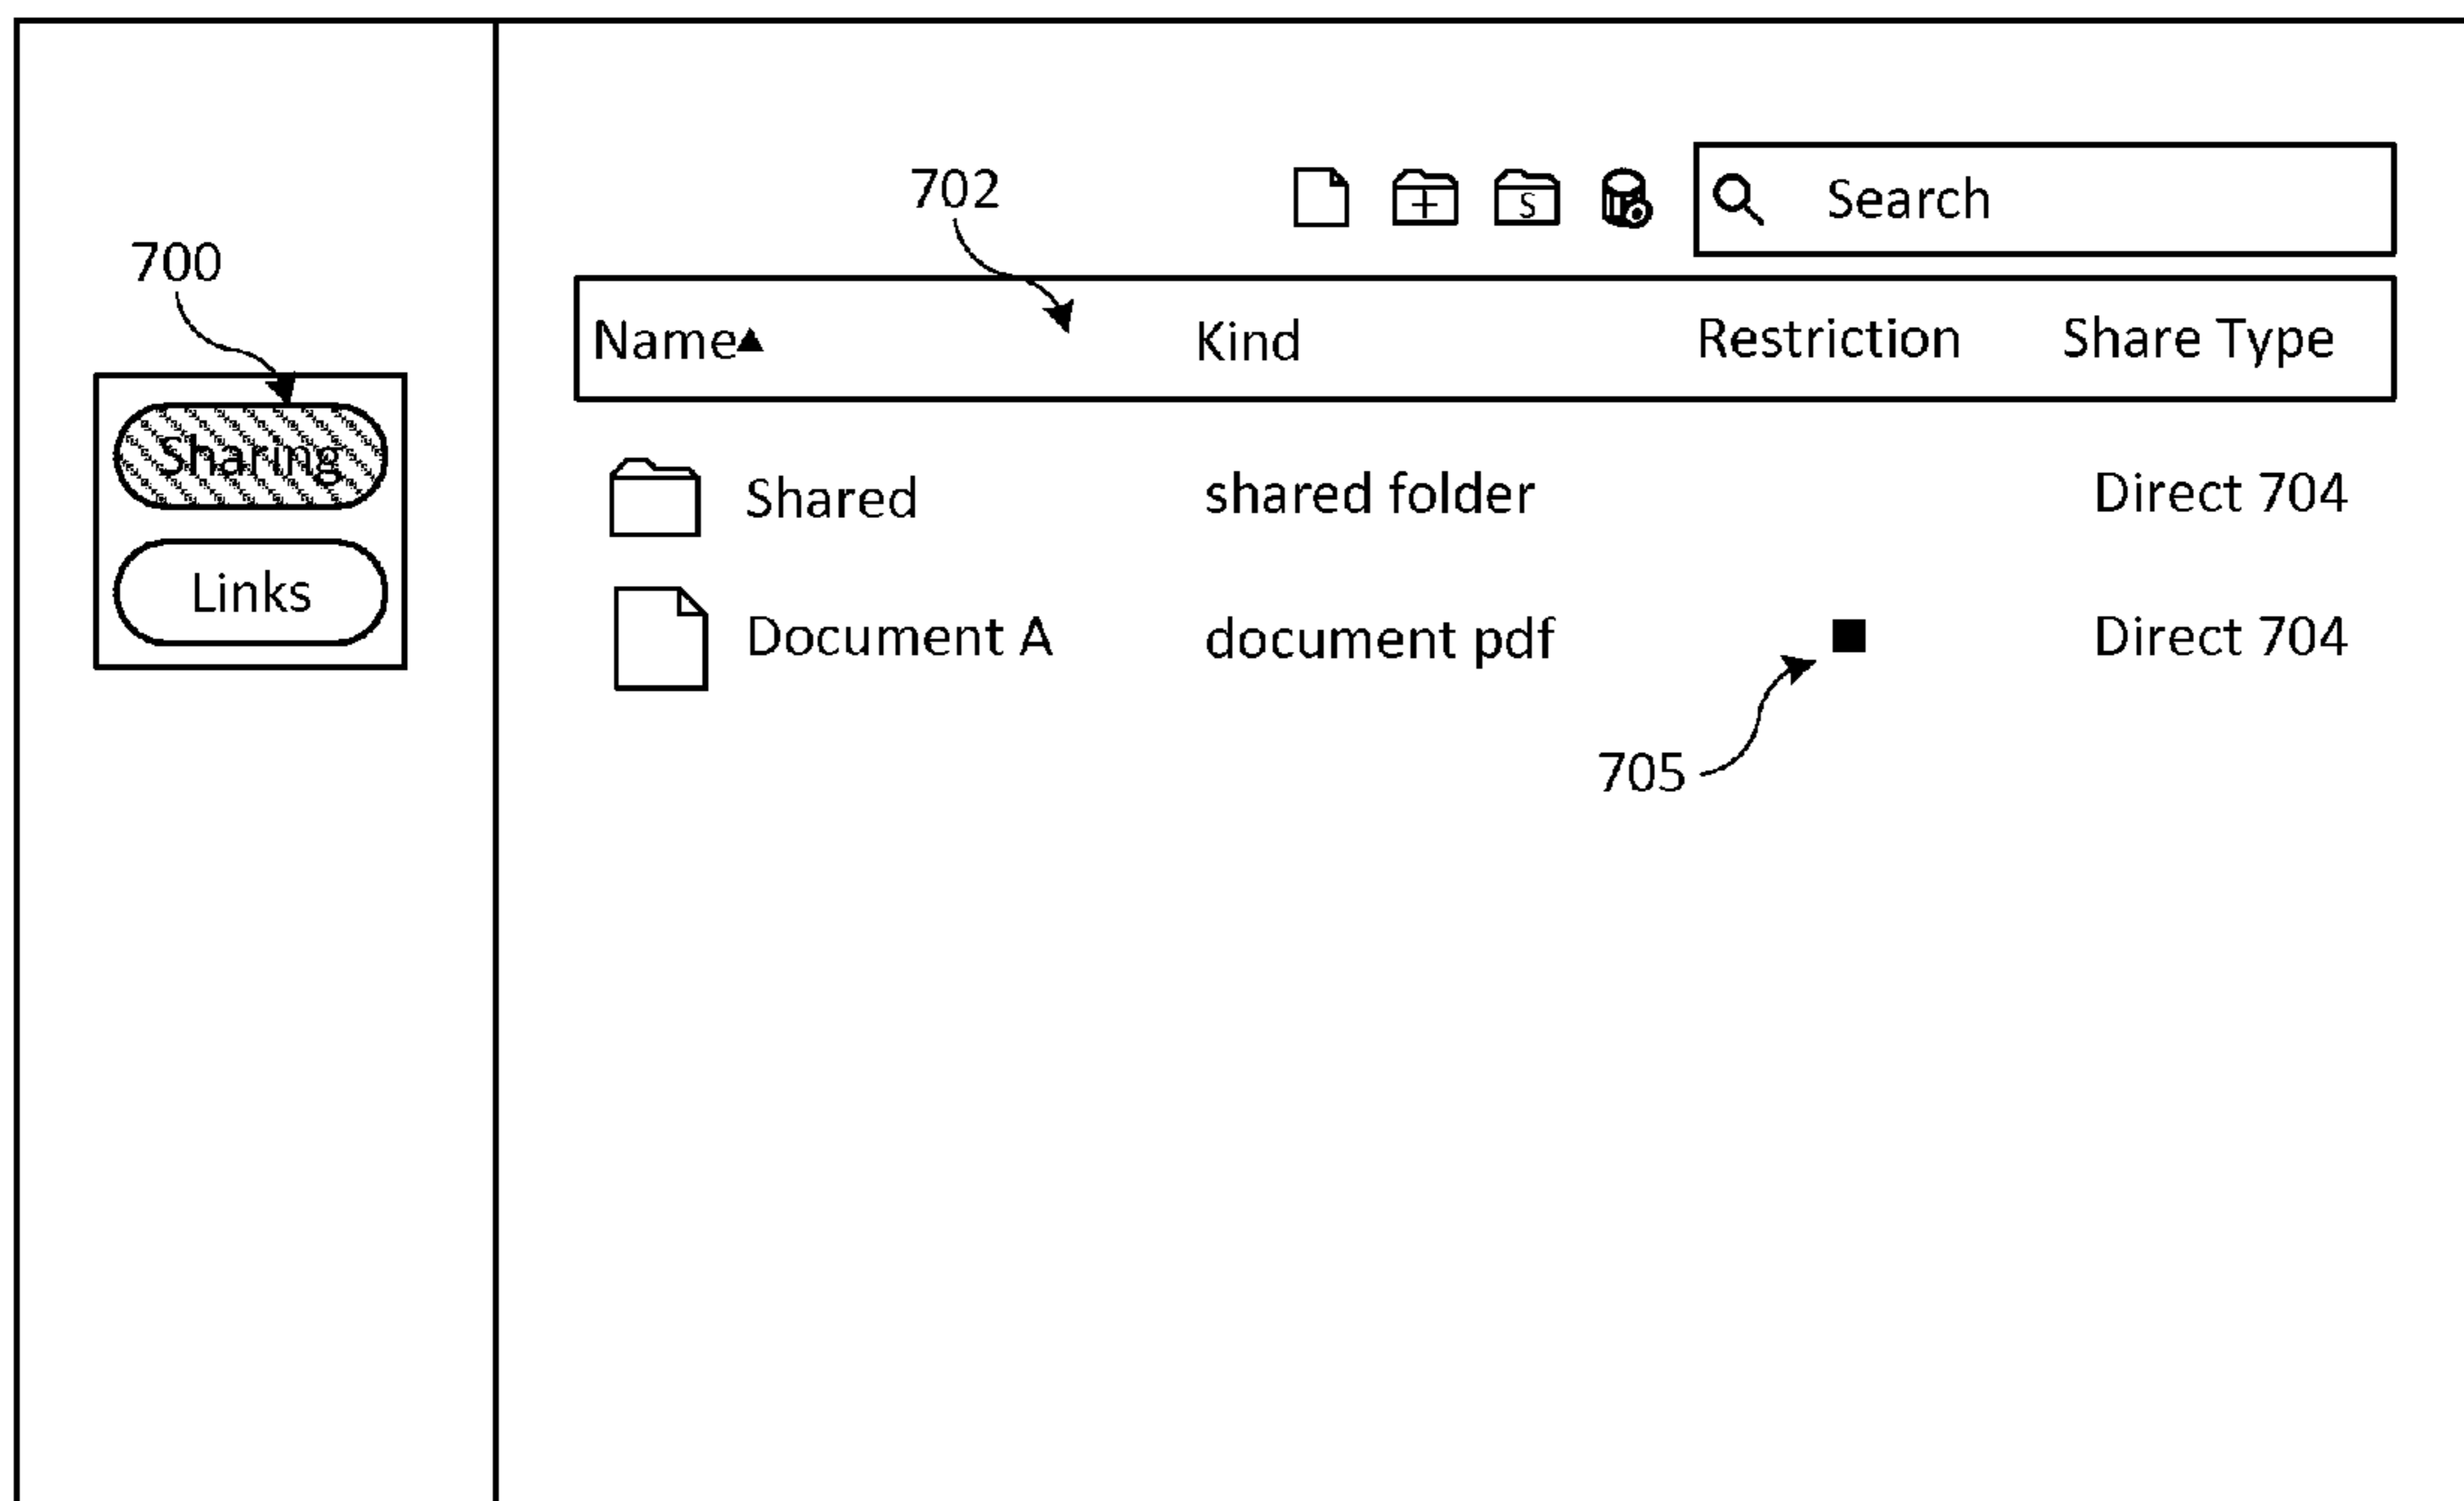 702
S
Search
700
Name▲ Kind Restriction Share Type
Sharing
Shared shared folder Direct 704
Links
Document A document pdf ■ Direct 704
705